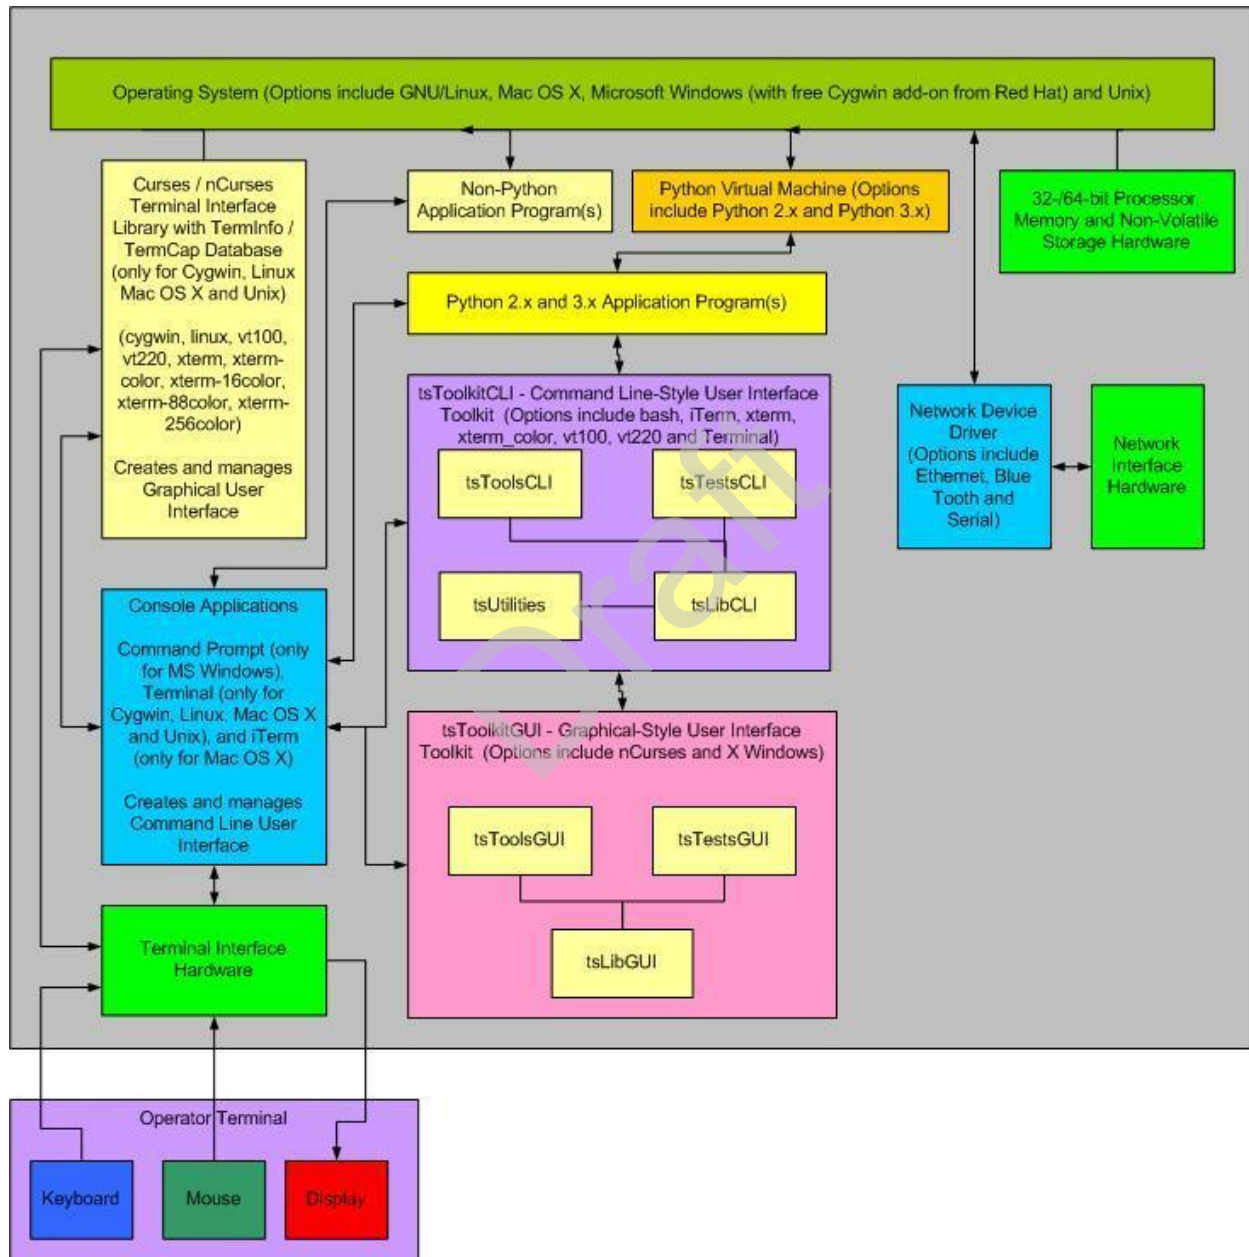 Operating System (Options include GNU/Linux, Mac OS X, Microsoft Windows (with free Cygwin add-on from Red Hat) and Unix)
Curses / nCurses
Terminal Interface
Library with TermInfo /
TermCap Database
(only for Cygwin, Linux
Mac OS X and Unix)
(cygwin, linux, vt100,
vt220, xterm, xterm-
color, xterm-16color,
xterm-88color, xterm-
256color)
Creates and manages
Graphical User
Interface
Non-Python
Application Program(s)
Python Virtual Machine (Options
include Python 2.x and Python 3.x)
32-/64-bit Processor,
Memory and Non-Volatile
Storage Hardware
Python 2.x and 3.x Application Program(s)
tsToolkitCLI - Command Line-Style User Interface
Toolkit (Options include bash, iTerm, xterm,
xterm_color, vt100, vt220 and Terminal)
tsToolsCLI
tsTestsCLI
tsUtilities
tsLibCLI
Network Device
Driver
(Options include
Ethernet, Blue
Tooth and
Serial)
Network
Interface
Hardware
Console Applications
Command Prompt (only
for MS Windows),
Terminal (only for
Cygwin, Linux, Mac OS X
and Unix), and iTerm
(only for Mac OS X)
Creates and manages
Command Line User
Interface
tsToolkitGUI - Graphical-Style User Interface
Toolkit (Options include nCurses and X Windows)
tsToolsGUI
tsTestsGUI
tsLibGUI
Terminal Interface
Hardware
Operator Terminal
Keyboard
Mouse
Display
Draft